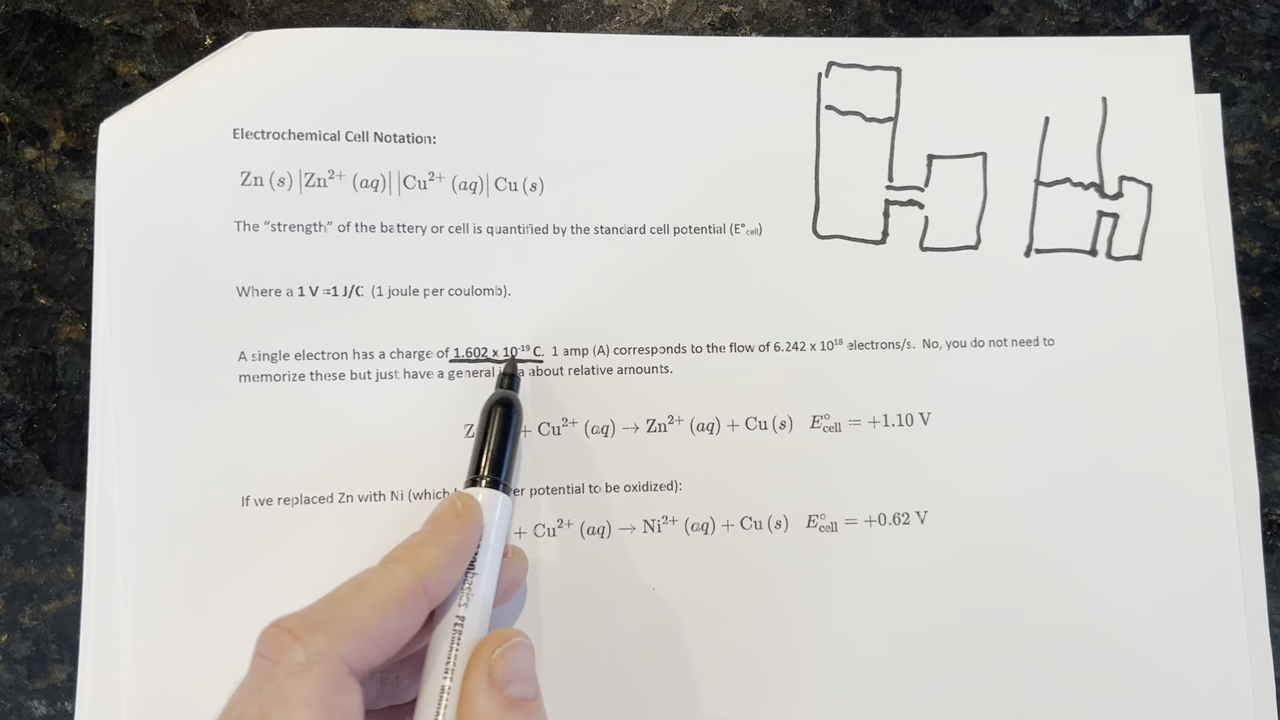 Electrochemical Cell Notation:
Zn (s) |Zn²⁺ (aq)| |Cu²⁺ (aq)| Cu (s)
The “strength” of the battery or cell is quantified by the standard cell potential (E°cell)
Where a 1 V =1 J/C (1 joule per coulomb).
A single electron has a charge of 1.602 x 10⁻¹⁹ C. 1 amp (A) corresponds to the flow of 6.242 x 10¹⁸ electrons/s. No, you do not need to
memorize these but just have a general about relative amounts.
+ Cu²⁺ (aq) → Zn²⁺ (aq) + Cu (s) E°cell = +1.10 V
If we replaced Zn with Ni (which potential to be oxidized):
+ Cu²⁺ (aq) → Ni²⁺ (aq) + Cu (s) E°cell = +0.62 V
basics PERMANENT